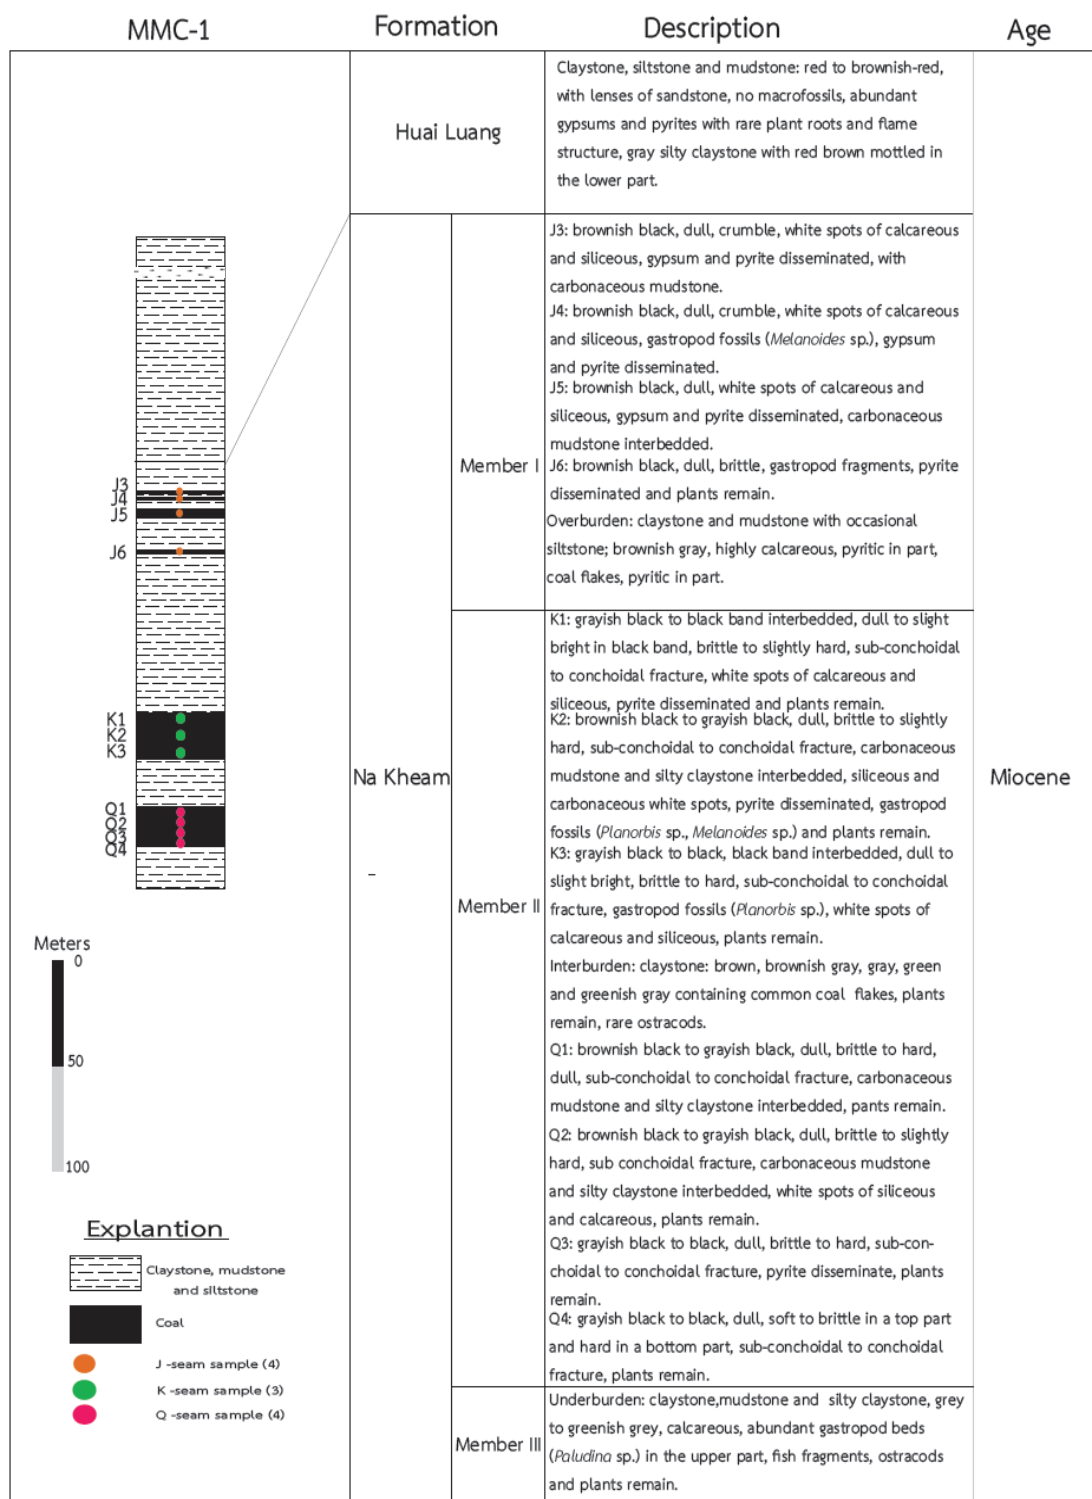 MMC-1
Formation
Description
Age
Huai Luang
Claystone, siltstone and mudstone: red to brownish-red,
with lenses of sandstone, no macrofossils, abundant
gypsums and pyrites with rare plant roots and flame
structure, gray silty claystone with red brown mottled in
the lower part.
J3
J4
J5
J6
K1
K2
K3
Q1
Q2
Q3
Q4
Meters
0
50
100
Explantion
Claystone, mudstone
and siltstone
Coal
J -seam sample (4)
K -seam sample (3)
Q -seam sample (4)
Na Kheam
Member I
J3: brownish black, dull, crumble, white spots of calcareous
and siliceous, gypsum and pyrite disseminated, with
carbonaceous mudstone.
J4: brownish black, dull, crumble, white spots of calcareous
and siliceous, gastropod fossils (Melanoides sp.), gypsum
and pyrite disseminated.
J5: brownish black, dull, white spots of calcareous and
siliceous, gypsum and pyrite disseminated, carbonaceous
mudstone interbedded.
J6: brownish black, dull, brittle, gastropod fragments, pyrite
disseminated and plants remain.
Overburden: claystone and mudstone with occasional
siltstone; brownish gray, highly calcareous, pyritic in part,
coal flakes, pyritic in part.
Member II
K1: grayish black to black band interbedded, dull to slight
bright in black band, brittle to slightly hard, sub-conchoidal
to conchoidal fracture, white spots of calcareous and
siliceous, pyrite disseminated and plants remain.
K2: brownish black to grayish black, dull, brittle to slightly
hard, sub-conchoidal to conchoidal fracture, carbonaceous
mudstone and silty claystone interbedded, siliceous and
carbonaceous white spots, pyrite disseminated, gastropod
fossils (Planorbis sp., Melanoides sp.) and plants remain.
K3: grayish black to black, black band interbedded, dull to
slight bright, brittle to hard, sub-conchoidal to conchoidal
fracture, gastropod fossils (Planorbis sp.), white spots of
calcareous and siliceous, plants remain.
Interburden: claystone: brown, brownish gray, gray, green
and greenish gray containing common coal flakes, plants
remain, rare ostracods.
Q1: brownish black to grayish black, dull, brittle to hard,
dull, sub-conchoidal to conchoidal fracture, carbonaceous
mudstone and silty claystone interbedded, pants remain.
Q2: brownish black to grayish black, dull, brittle to slightly
hard, sub conchoidal fracture, carbonaceous mudstone
and silty claystone interbedded, white spots of siliceous
and calcareous, plants remain.
Q3: grayish black to black, dull, brittle to hard, sub-con-
choidal to conchoidal fracture, pyrite disseminate, plants
remain.
Q4: grayish black to black, dull, soft to brittle in a top part
and hard in a bottom part, sub-conchoidal to conchoidal
fracture, plants remain.
Member III
Underburden: claystone,mudstone and silty claystone, grey
to greenish grey, calcareous, abundant gastropod beds
(Paludina sp.) in the upper part, fish fragments, ostracods
and plants remain.
Miocene